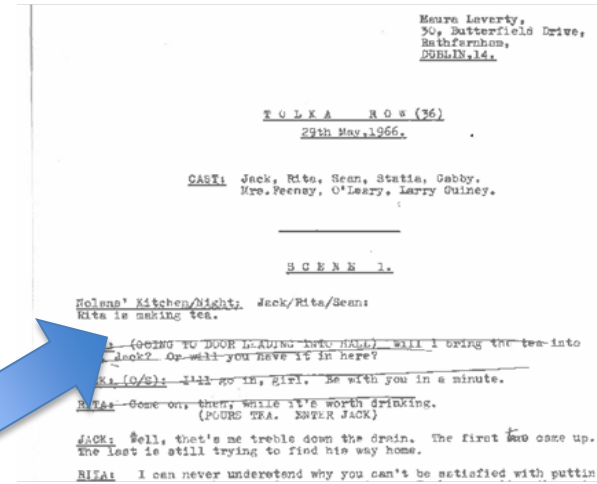 Maura Laverty,
30, Butterfield Drive,
Rathfarnham,
DUBLIN,14.
TOLKA ROW (36)
29th May,1966.
CAST: Jack, Rita, Sean, Statia, Gabby.
Mrs.Feeney, O'Leary, Larry Guiney.
SCENE 1.
Nolans' Kitchen/Night: Jack/Rita/Sean:
Rita is making tea.
(GOING TO DOOR LEADING INTO HALL) Will I bring the tea into
Jack? Or will you have it in here?
(O/S): I'll go in, girl. Be with you in a minute.
RITA: Come on, then, while it's worth drinking.
(POURS TEA. ENTER JACK)
JACK: Well, that's me treble down the drain. The first two came up.
The last is still trying to find his way home.
RITA: I can never understand why you can't be satisfied with puttin